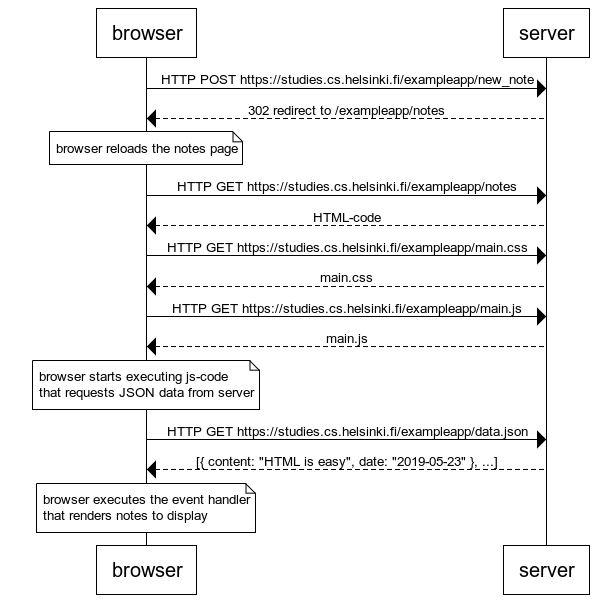 browser
server
HTTP POST https://studies.cs.helsinki.fi/exampleapp/new_note
302 redirect to /exampleapp/notes
browser reloads the notes page
HTTP GET https://studies.cs.helsinki.fi/exampleapp/notes
HTML-code
HTTP GET https://studies.cs.helsinki.fi/exampleapp/main.css
main.css
HTTP GET https://studies.cs.helsinki.fi/exampleapp/main.js
main.js
browser starts executing js-code
that requests JSON data from server
HTTP GET https://studies.cs.helsinki.fi/exampleapp/data.json
[{ content: "HTML is easy", date: "2019-05-23" }, ...]
browser executes the event handler
that renders notes to display
browser
server